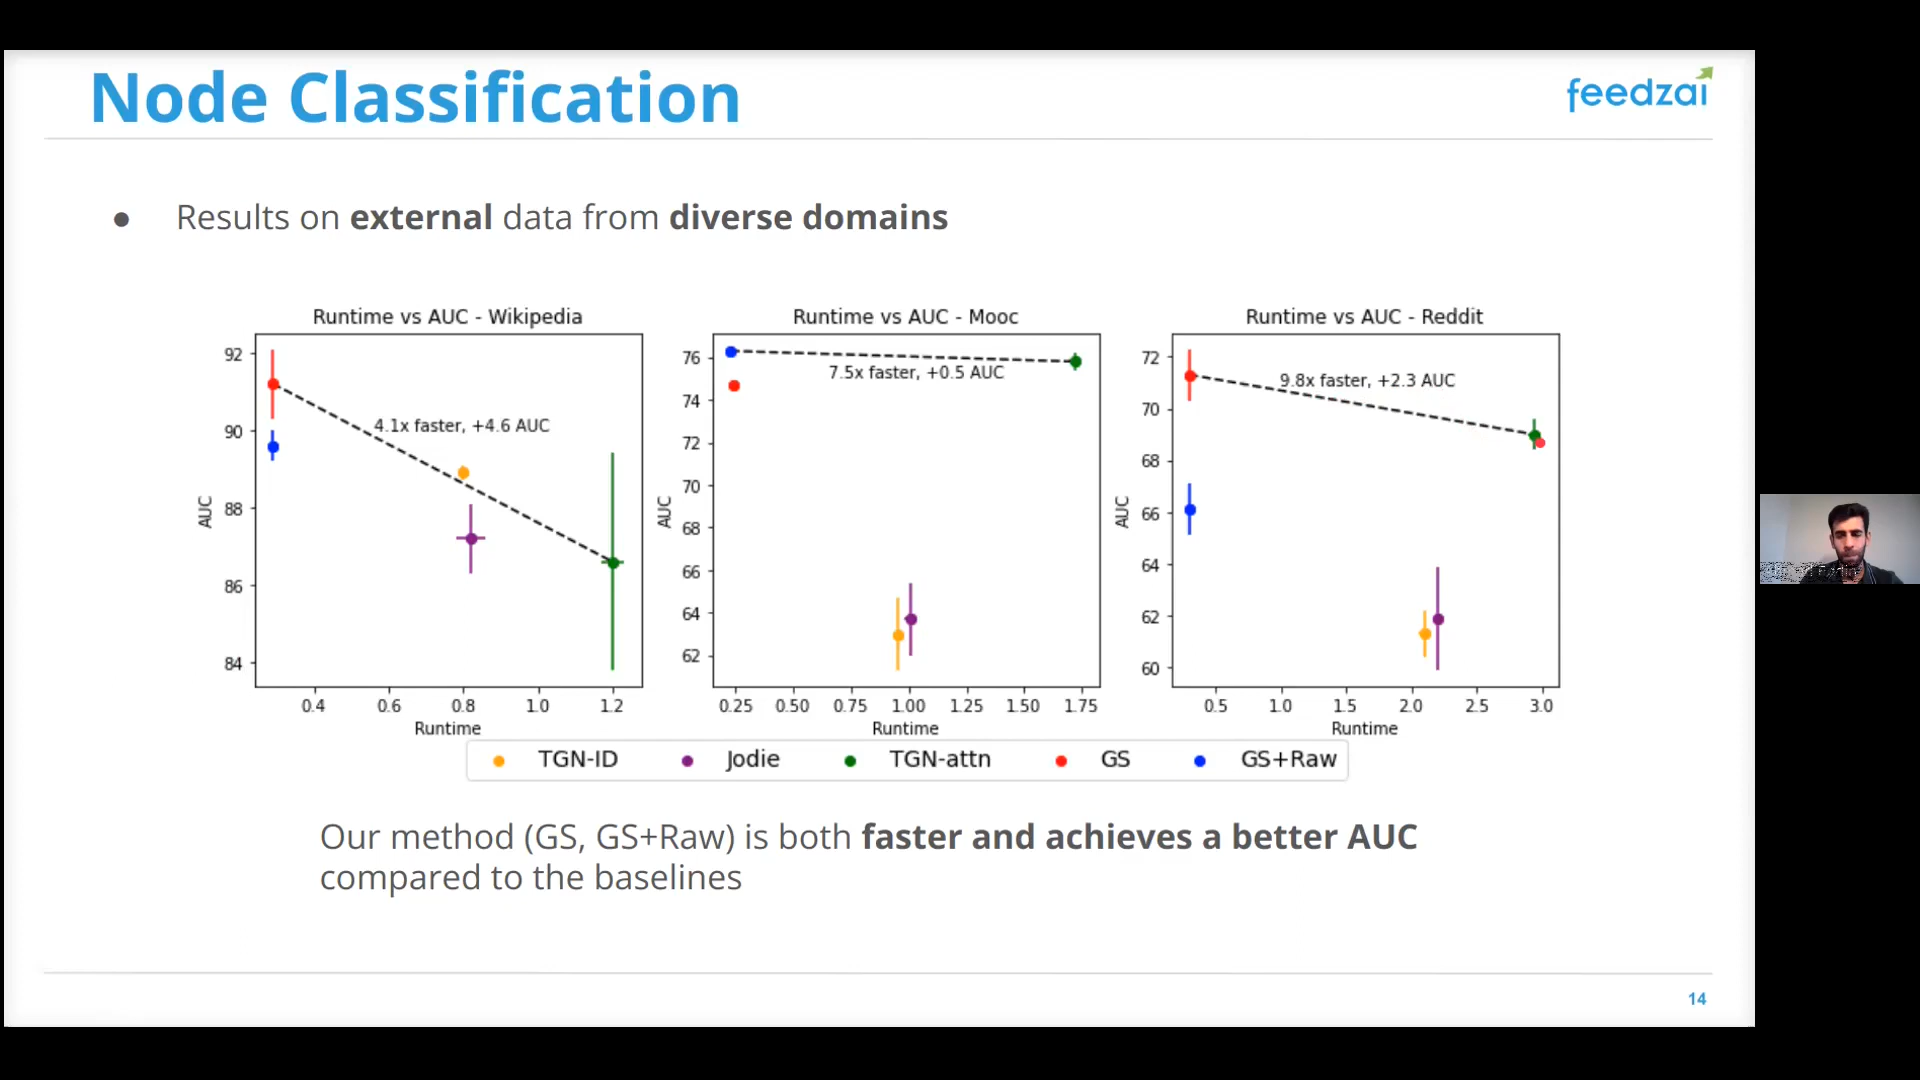 Node Classification
feedzai
● Results on external data from diverse domains
Runtime vs AUC - Wikipedia
92
90
88
86
84
AUC
4.1x faster, +4.6 AUC
0.4 0.6 0.8 1.0 1.2
Runtime
Runtime vs AUC - Mooc
76
74
72
70
68
66
64
62
AUC
7.5x faster, +0.5 AUC
0.25 0.50 0.75 1.00 1.25 1.50 1.75
Runtime
Runtime vs AUC - Reddit
72
70
68
66
64
62
60
AUC
9.8x faster, +2.3 AUC
0.5 1.0 1.5 2.0 2.5 3.0
Runtime
TGN-ID Jodie TGN-attn GS GS+Raw
Our method (GS, GS+Raw) is both faster and achieves a better AUC
compared to the baselines
14